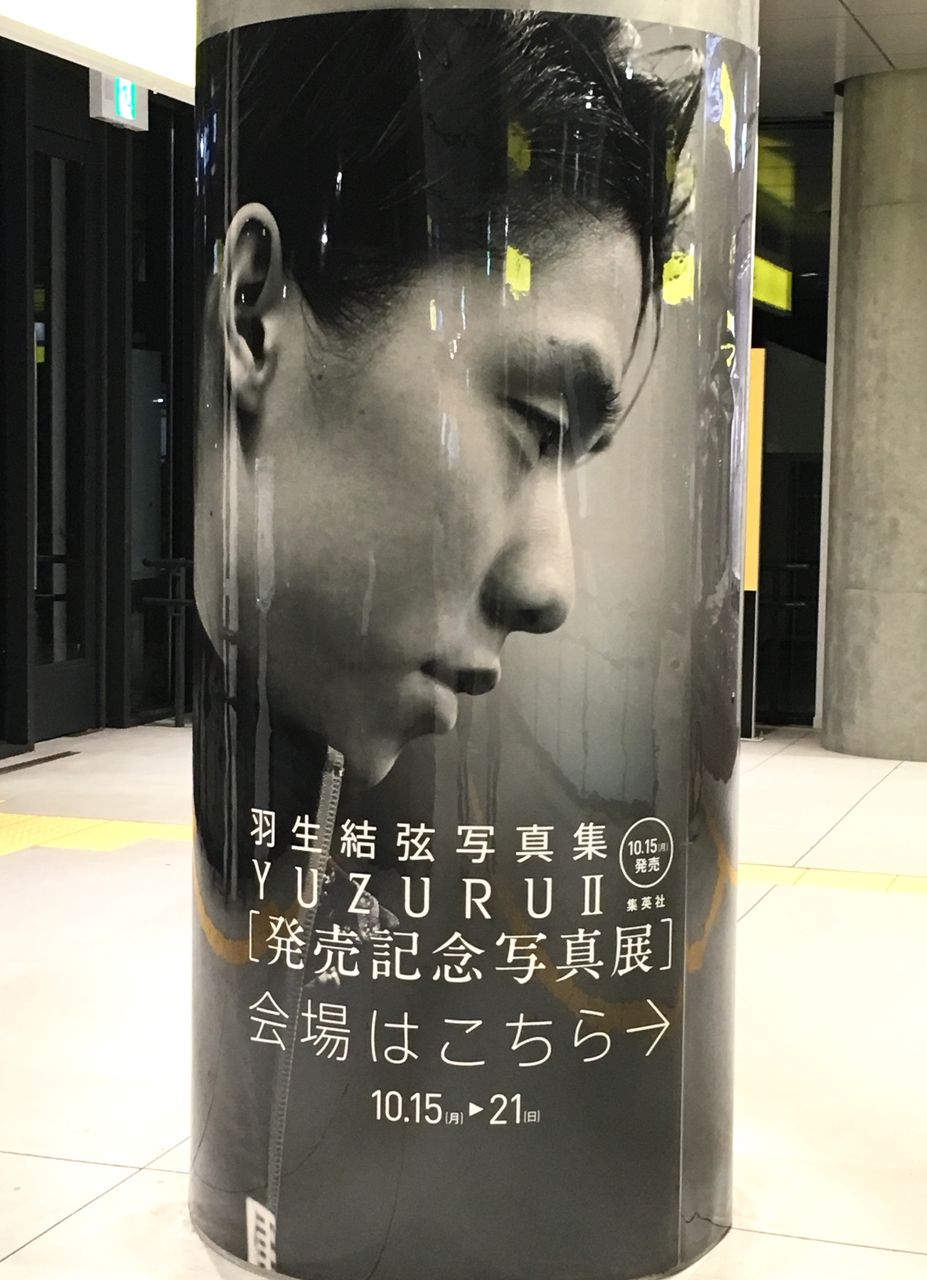 羽生結弦写真集
YUZURU II
10.15(月)
発売
集英社
[発売記念写真展]
会場はこちら→
10.15(月)▶21(日)